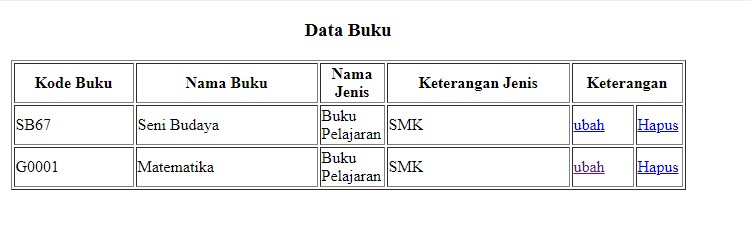 Data Buku
Kode Buku Nama Buku Nama Jenis Keterangan Jenis Keterangan
SB67 Seni Budaya Buku Pelajaran SMK ubah Hapus
G0001 Matematika Buku Pelajaran SMK ubah Hapus